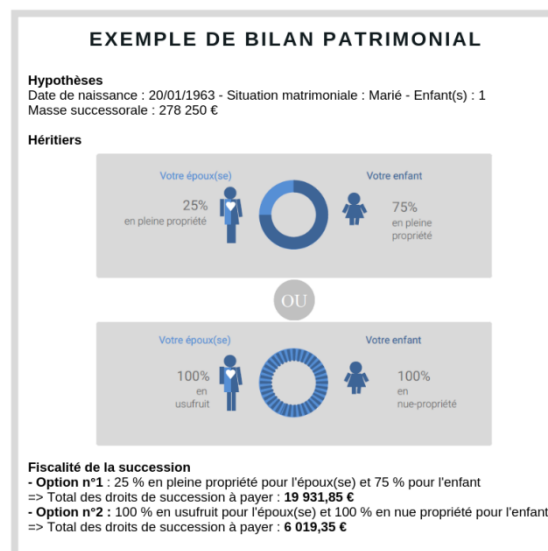 EXEMPLE DE BILAN PATRIMONIAL
Hypothèses
Date de naissance : 20/01/1963 - Situation matrimoniale : Marié - Enfant(s) : 1
Masse successorale : 278 250 €
Héritiers
Votre époux(se)
25%
en pleine propriété
Votre enfant
75%
en pleine
propriété
OU
Votre époux(se)
100%
en
usufruit
Votre enfant
100%
en
nue-propriété
Fiscalité de la succession
- Option n°1 : 25 % en pleine propriété pour l'époux(se) et 75 % pour l'enfant
=> Total des droits de succession à payer : 19 931,85 €
- Option n°2 : 100 % en usufruit pour l'époux(se) et 100 % en nue propriété pour l'enfant
=> Total des droits de succession à payer : 6 019,35 €